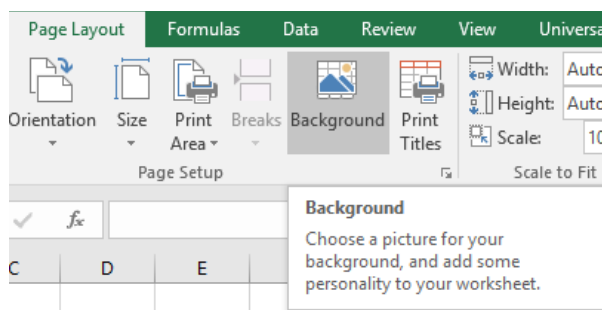 Page Layout Formulas Data Review View Universa
Orientation Size Print Area Breaks Background Print Titles
Width: Auto
Height: Auto
Scale: 10
Page Setup Scale to Fit
fx
C D E
Background
Choose a picture for your
background, and add some
personality to your worksheet.